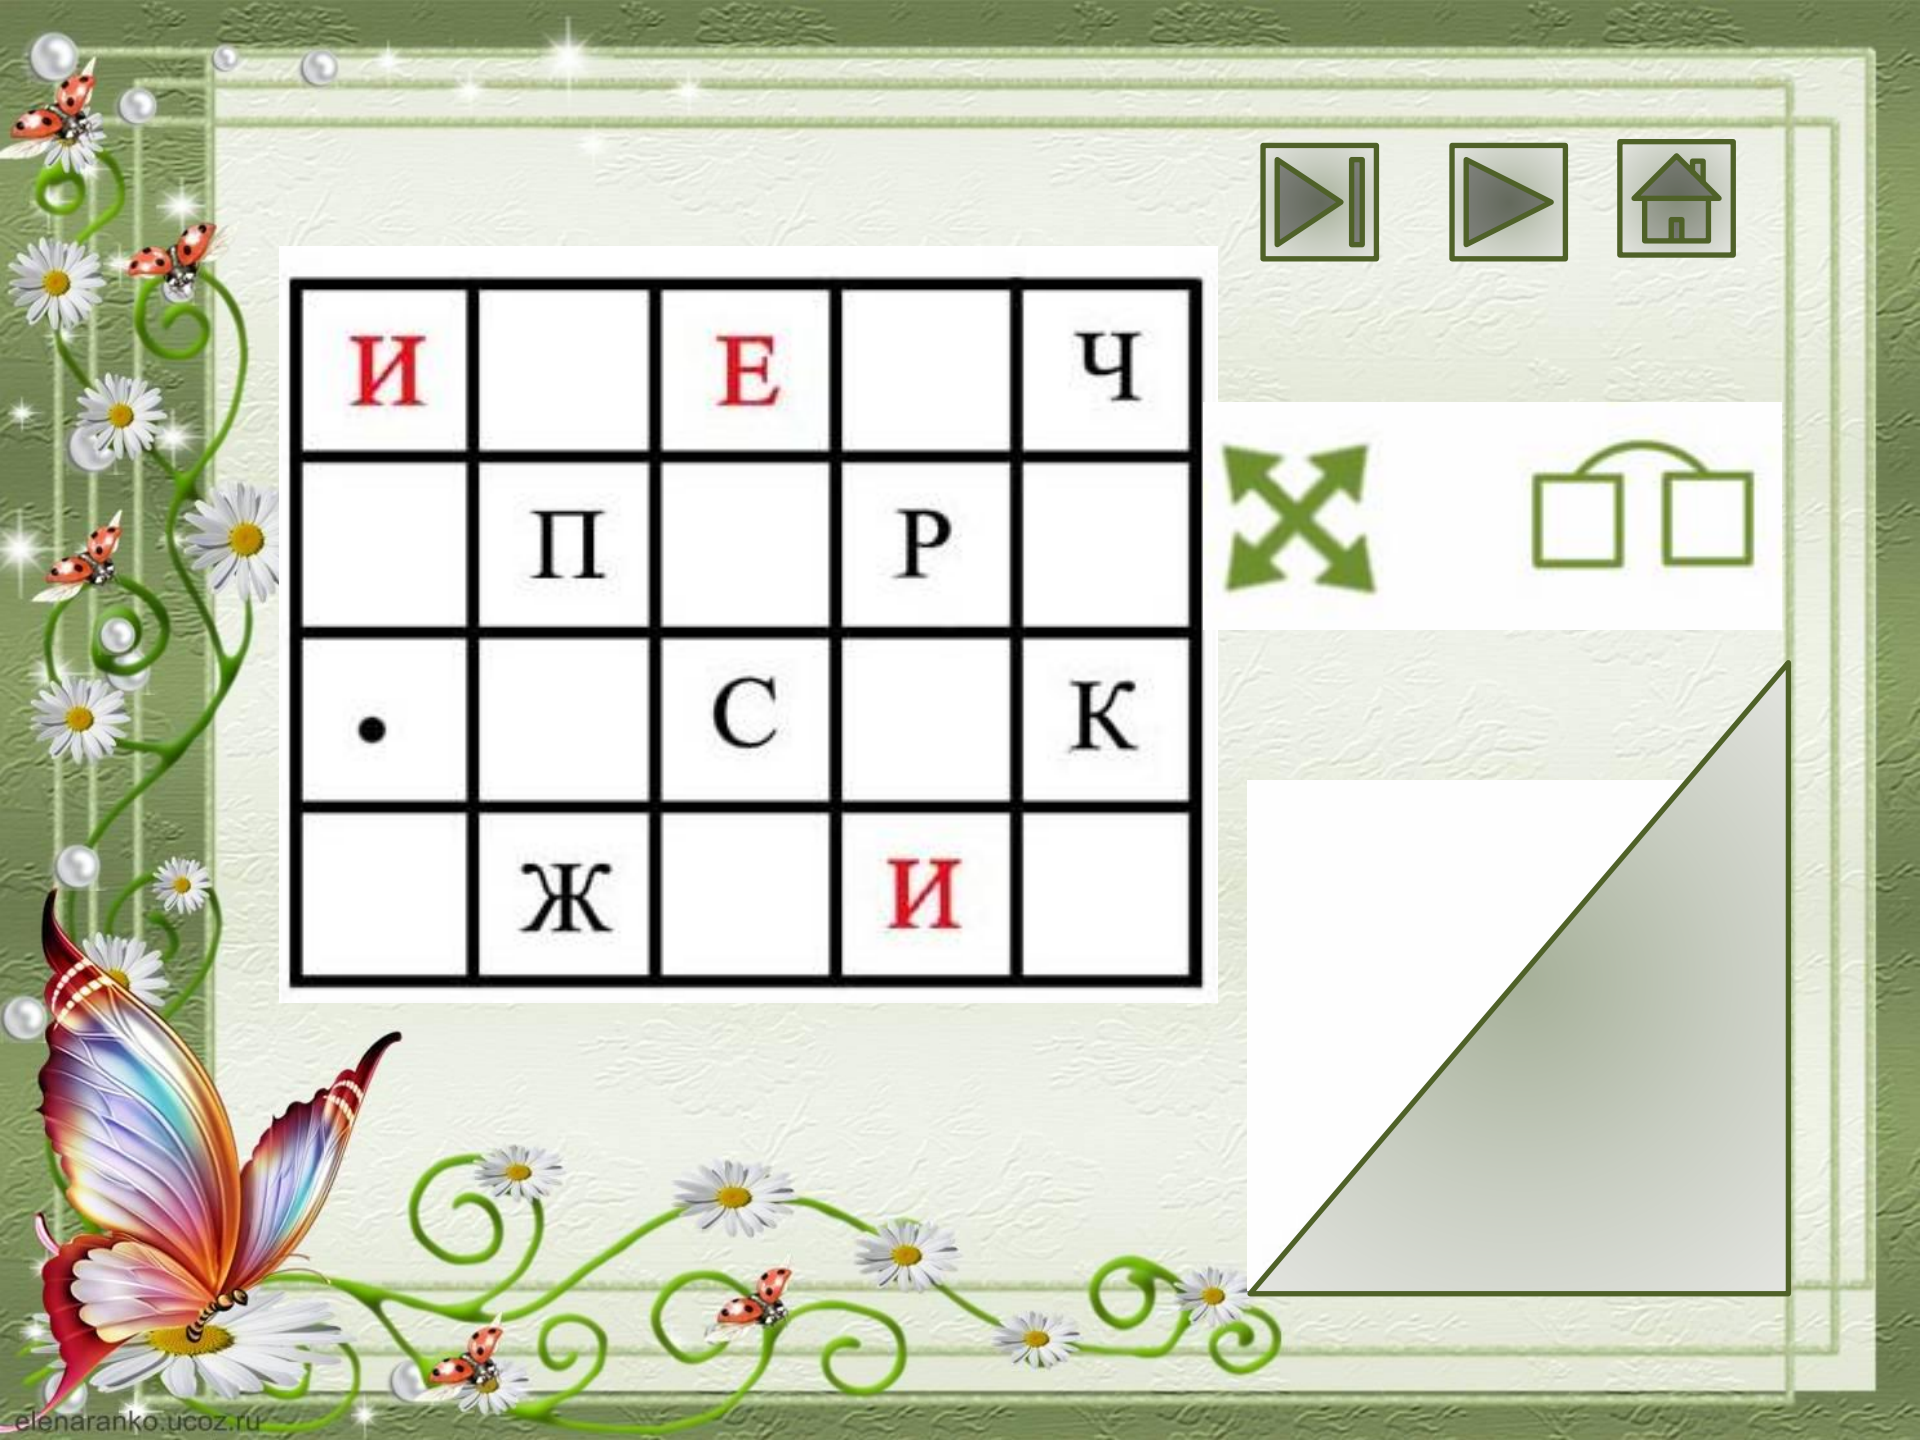 И Е Ч
П Р
• С К
Ж И
elenaranko.ucoz.ru